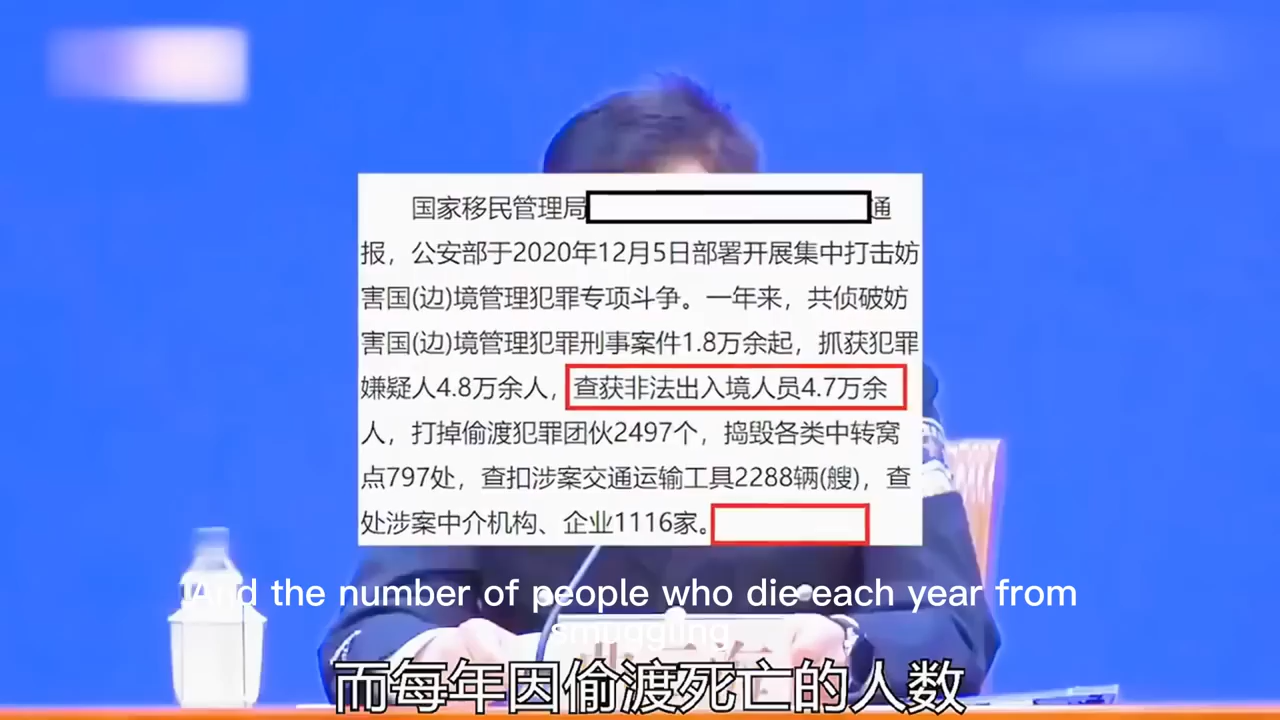 国家移民管理局
通
报，公安部于2020年12月5日部署开展集中打击妨
害国(边)境管理犯罪专项斗争。一年来，共侦破妨
害国(边)境管理犯罪刑事案件1.8万余起，抓获犯罪
嫌疑人4.8万余人，查获非法出入境人员4.7万余
人，打掉偷渡犯罪团伙2497个，捣毁各类中转窝
点797处，查扣涉案交通运输工具2288辆(艘)，查
处涉案中介机构、企业1116家。
And the number of people who die each year from
smuggling
而每年因偷渡死亡的人数